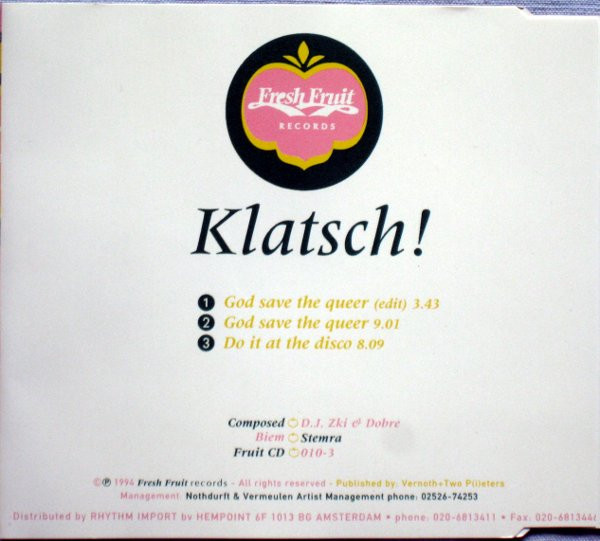 Fresh Fruit
RECORDS
Klatsch!
1 God save the queer (edit) 3.43
2 God save the queer 9.01
3 Do it at the disco 8.09
Composed D.J. Zki & Dobre
Biem Stemra
Fruit CD 010-3
© ℗ 1994 Fresh Fruit records - All rights reserved - Published by: Vernoth+Two Pilleters
Management: Nothdurft & Vermeulen Artist Management phone: 02526-74253
Distributed by RHYTHM IMPORT bv HEMPOINT 6F 1013 BG AMSTERDAM • phone: 020-6813411 • Fax: 020-6813446